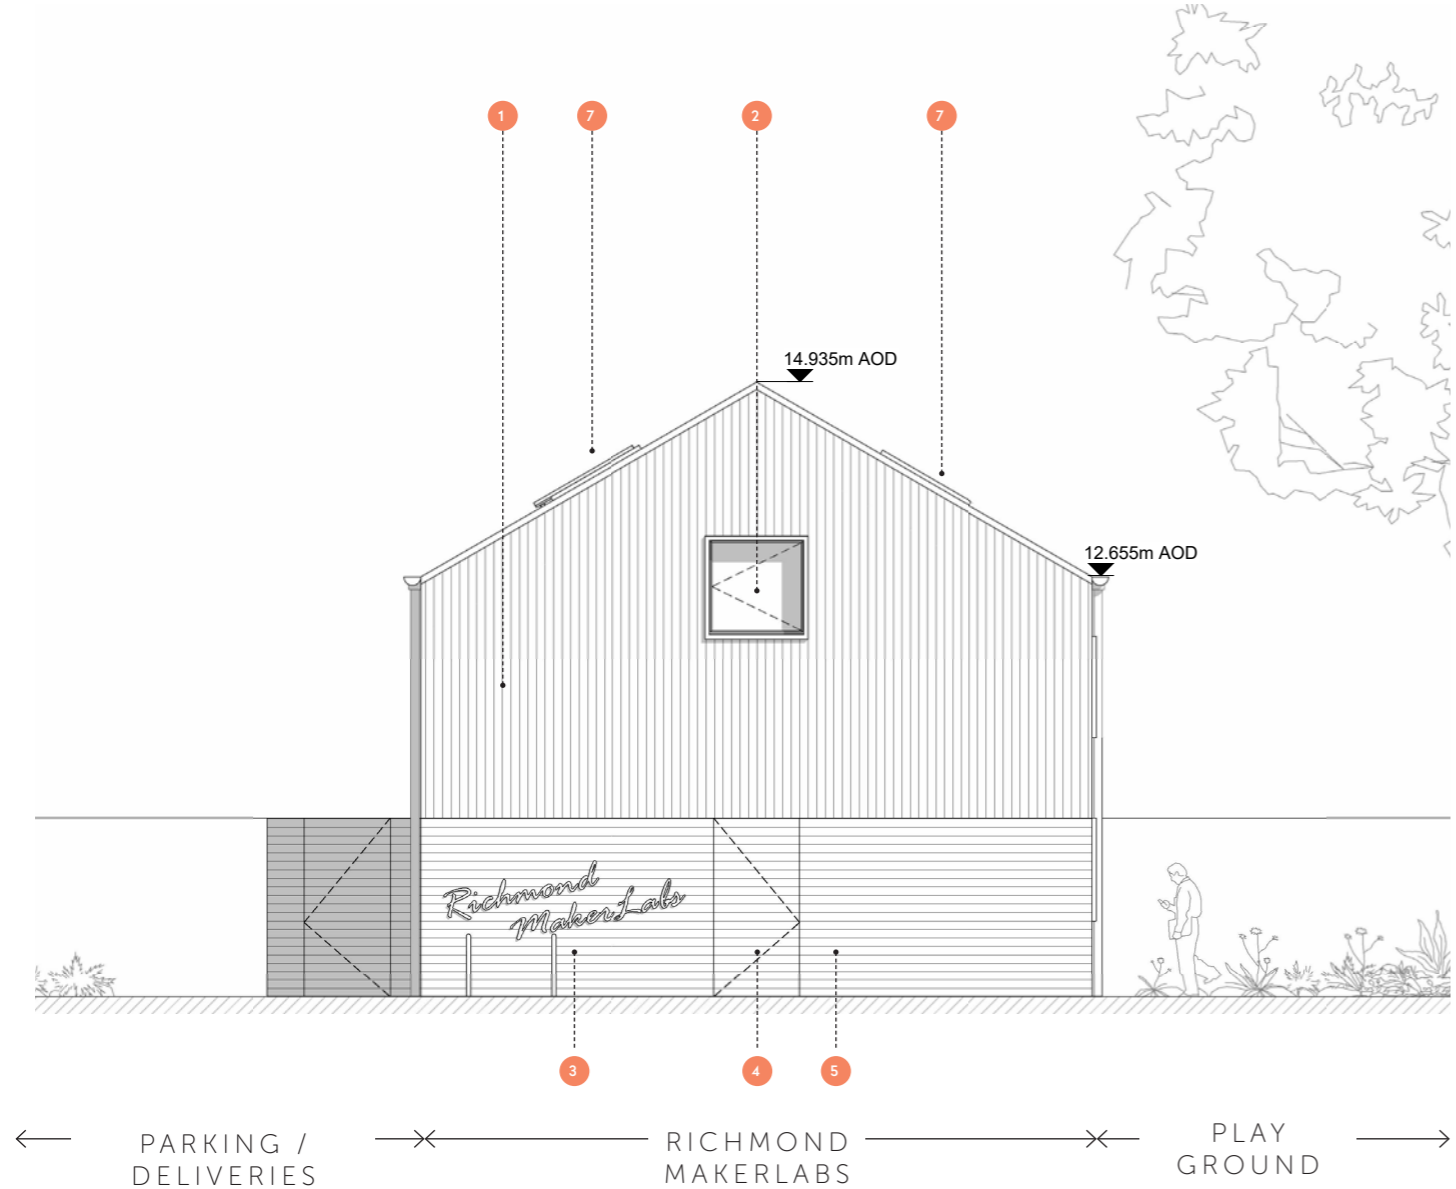 1 7 2 7
14.935m AOD
12.655m AOD
Richmond
MakerLabs
3 4 5
PARKING /
DELIVERIES
RICHMOND
MAKERLABS
PLAY
GROUND